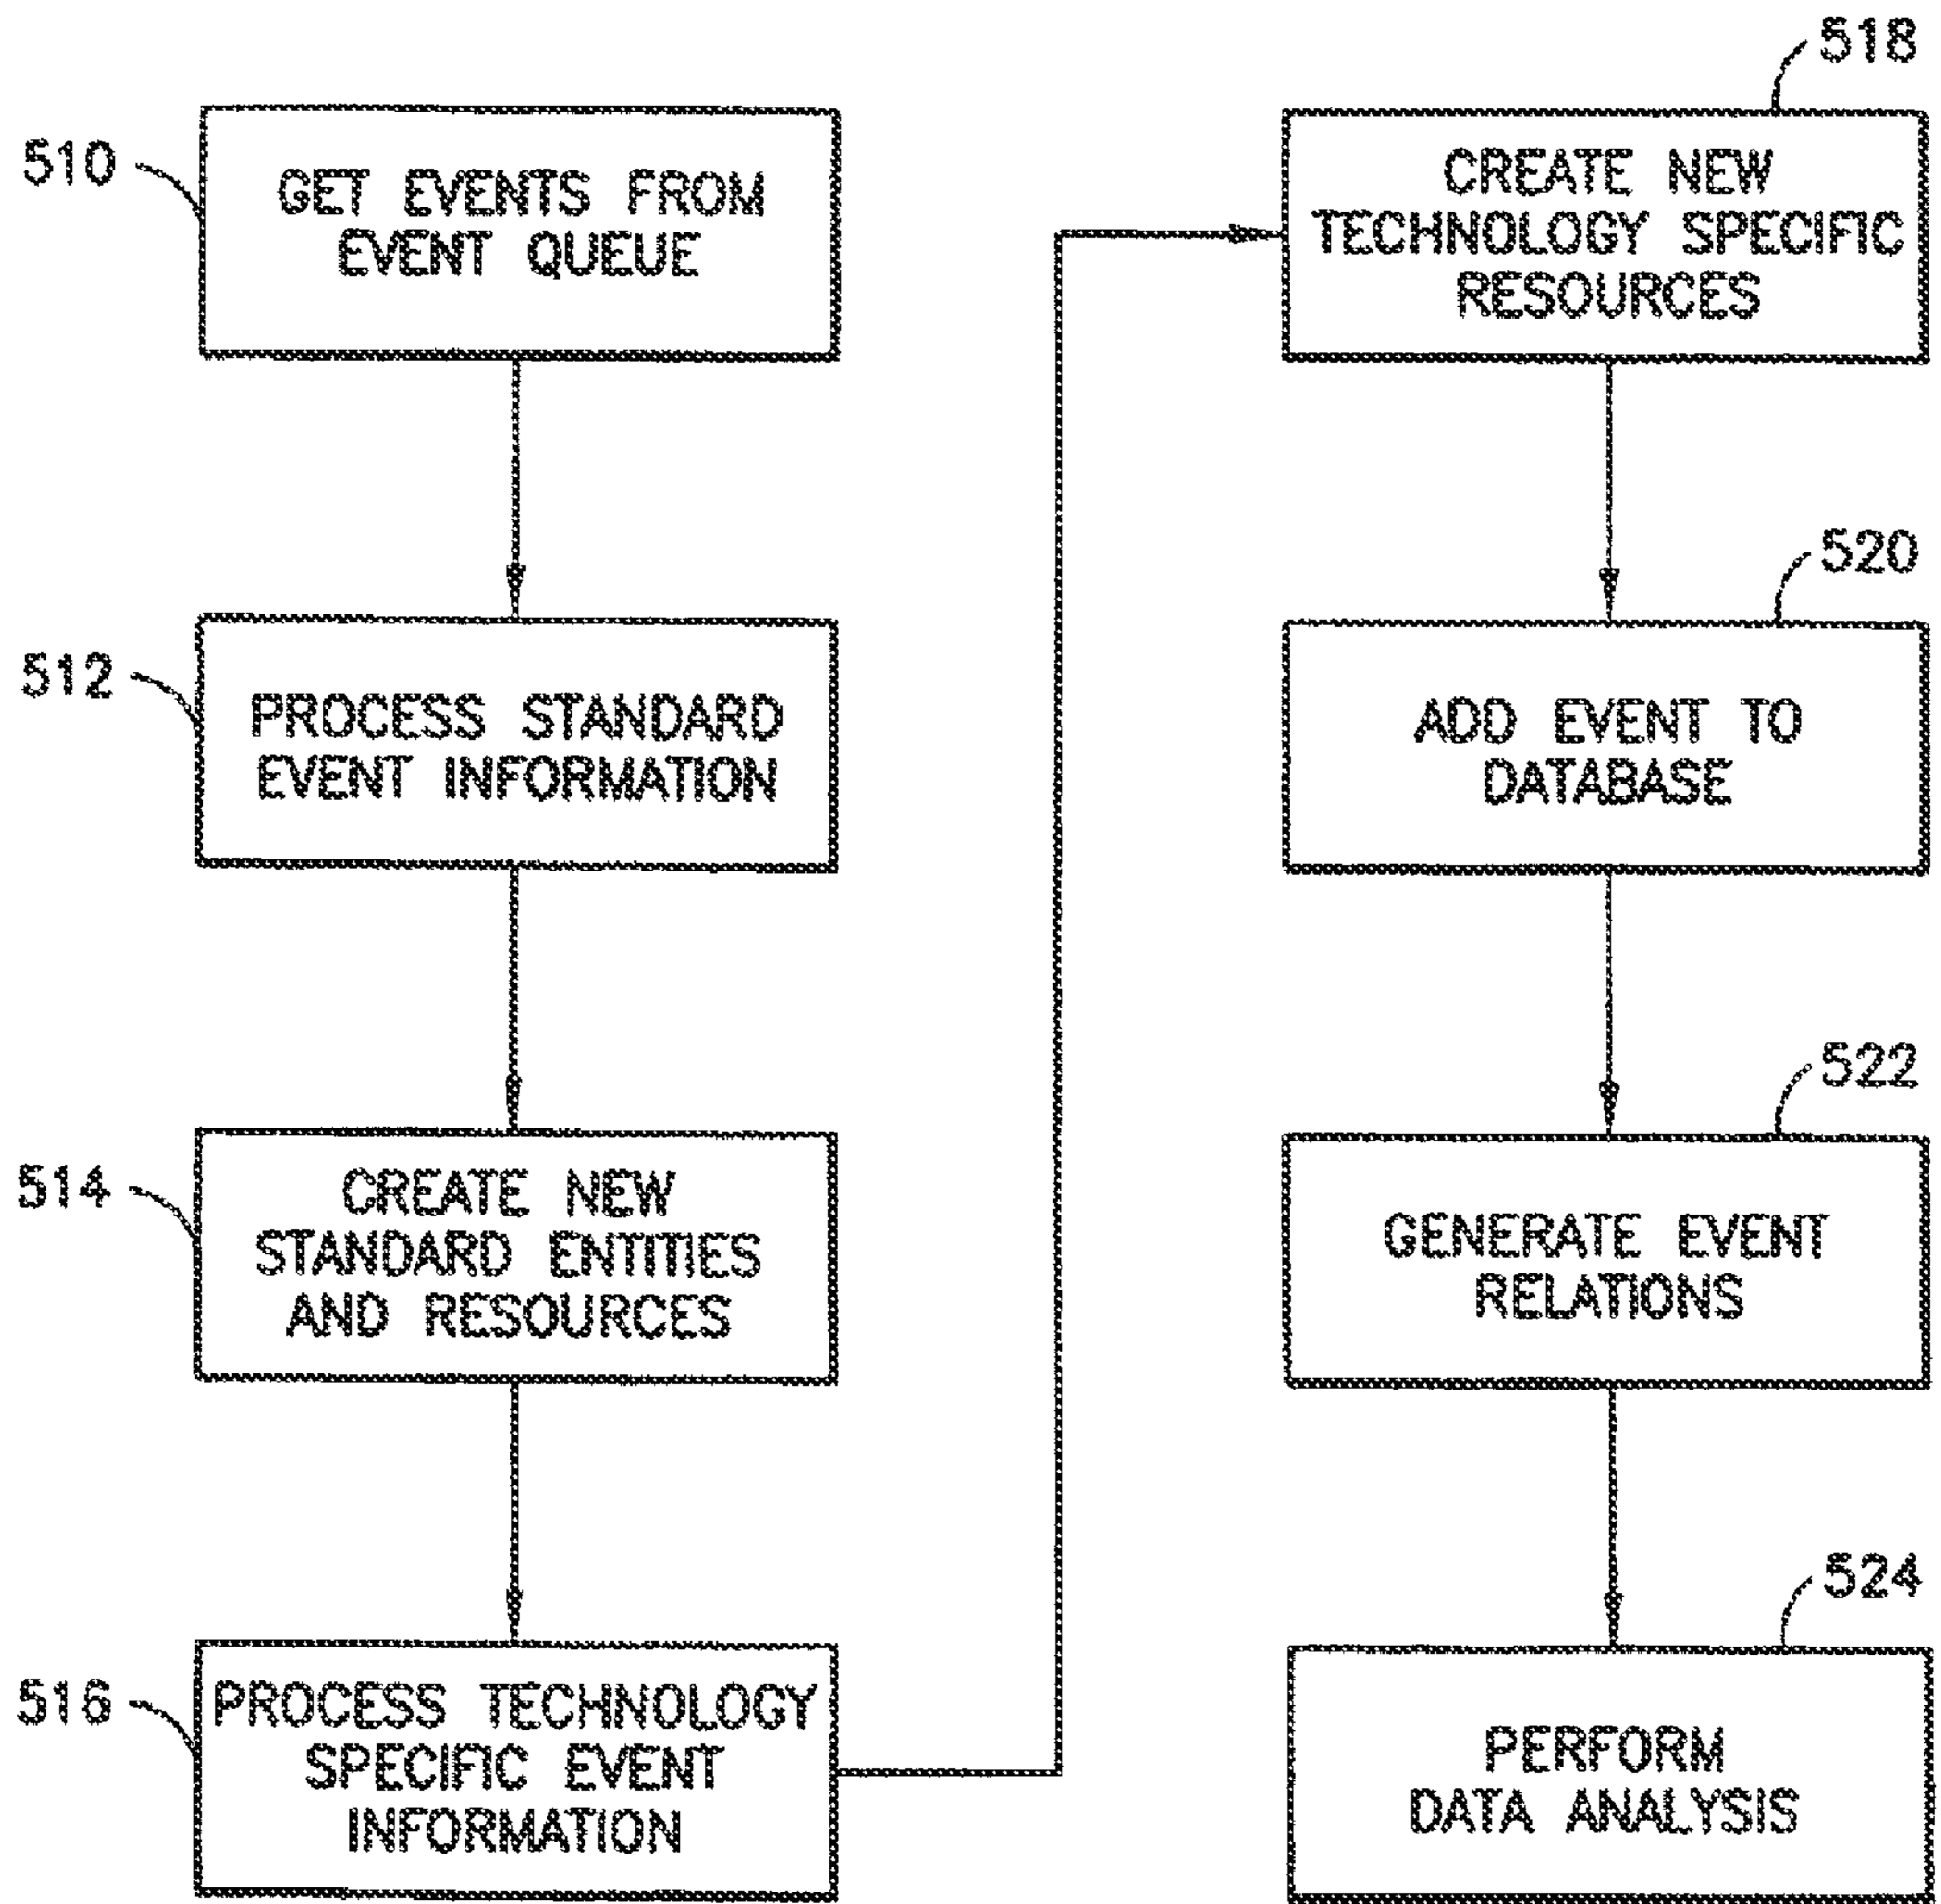 510
GET EVENTS FROM
EVENT QUEUE
512
PROCESS STANDARD
EVENT INFORMATION
514
CREATE NEW
STANDARD ENTITIES
AND RESOURCES
516
PROCESS TECHNOLOGY
SPECIFIC EVENT
INFORMATION
518
CREATE NEW
TECHNOLOGY SPECIFIC
RESOURCES
520
ADD EVENT TO
DATABASE
522
GENERATE EVENT
RELATIONS
524
PERFORM
DATA ANALYSIS